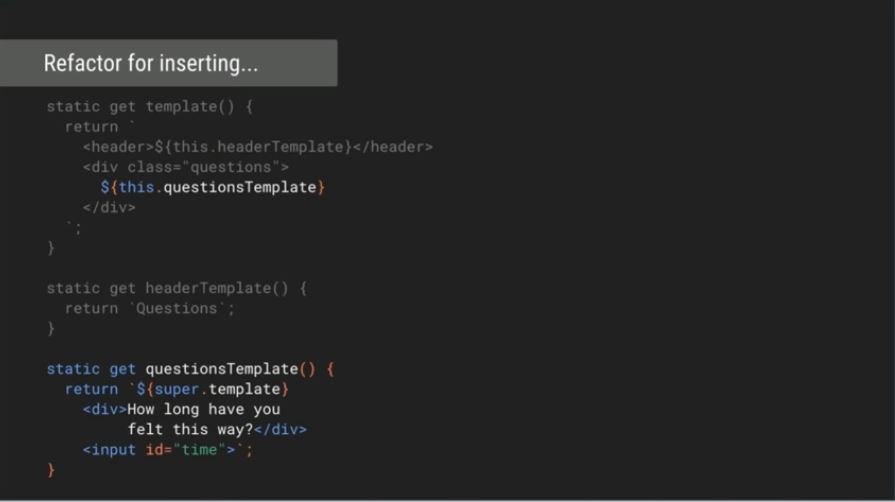 Refactor for inserting...
static get template() {
return `
<header>${this.headerTemplate}</header>
<div class="questions">
${this.questionsTemplate}
</div>
`;
}
static get headerTemplate() {
return `Questions`;
}
static get questionsTemplate() {
return `${super.template}
<div>How long have you
felt this way?</div>
<input id="time">`;
}